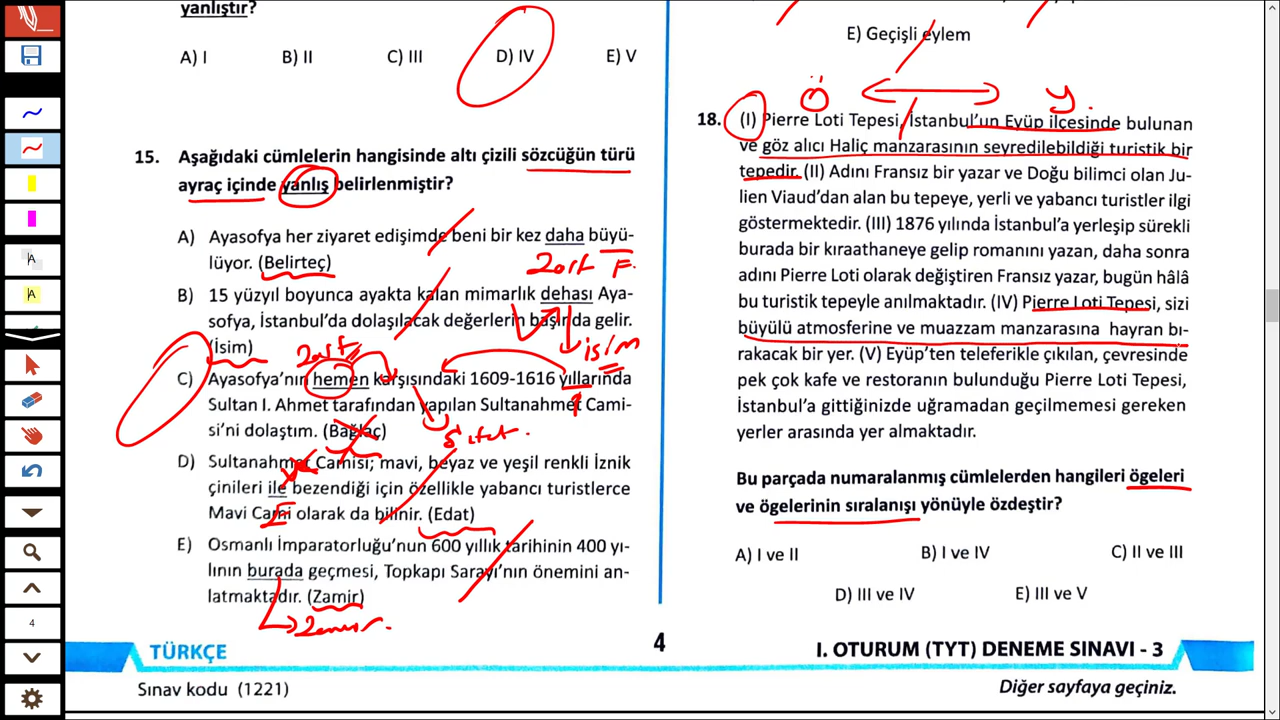 yanlıştır?
A) I B) II C) III D) IV E) V
15. Aşağıdaki cümlelerin hangisinde altı çizili sözcüğün türü
ayraç içinde yanlış belirlenmiştir?
A) Ayasofya her ziyaret edişimde beni bir kez daha büyü-
lüyor. (Belirteç)
Zarf F.
B) 15 yüzyıl boyunca ayakta kalan mimarlık dehası Aya-
sofya, İstanbul’da dolaşılacak değerlerin başında gelir.
(İsim)
Zarf
isim
C) Ayasofya’nın hemen karşısındaki 1609-1616 yıllarında
Sultan I. Ahmet tarafından yapılan Sultanahmet Cami-
si’ni dolaştım. (Bağlaç)
sıfat.
D) Sultanahmet Camisi; mavi, beyaz ve yeşil renkli İznik
çinileri ile bezendiği için özellikle yabancı turistlerce
Mavi Cami olarak da bilinir. (Edat)
E
E) Osmanlı İmparatorluğu’nun 600 yıllık tarihinin 400 yı-
lının burada geçmesi, Topkapı Sarayı’nın önemini an-
latmaktadır. (Zamir)
Zamir.
E) Geçişli eylem
Ö Y.
18. (I) Pierre Loti Tepesi, İstanbul’un Eyüp ilçesinde bulunan
ve göz alıcı Haliç manzarasının seyredilebildiği turistik bir
tepedir. (II) Adını Fransız bir yazar ve Doğu bilimci olan Ju-
lien Viaud’dan alan bu tepeye, yerli ve yabancı turistler ilgi
göstermektedir. (III) 1876 yılında İstanbul’a yerleşip sürekli
burada bir kıraathaneye gelip romanını yazan, daha sonra
adını Pierre Loti olarak değiştiren Fransız yazar, bugün hâlâ
bu turistik tepeyle anılmaktadır. (IV) Pierre Loti Tepesi, sizi
büyülü atmosferine ve muazzam manzarasına hayran bı-
rakacak bir yer. (V) Eyüp’ten teleferikle çıkılan, çevresinde
pek çok kafe ve restoranın bulunduğu Pierre Loti Tepesi,
İstanbul’a gittiğinizde uğramadan geçilmemesi gereken
yerler arasında yer almaktadır.
Bu parçada numaralanmış cümlelerden hangileri ögeleri
ve ögelerinin sıralanışı yönüyle özdeştir?
A) I ve II B) I ve IV C) II ve III
D) III ve IV E) III ve V
TÜRKÇE 4 I. OTURUM (TYT) DENEME SINAVI - 3
Sınav kodu (1221) Diğer sayfaya geçiniz.
A
A
4